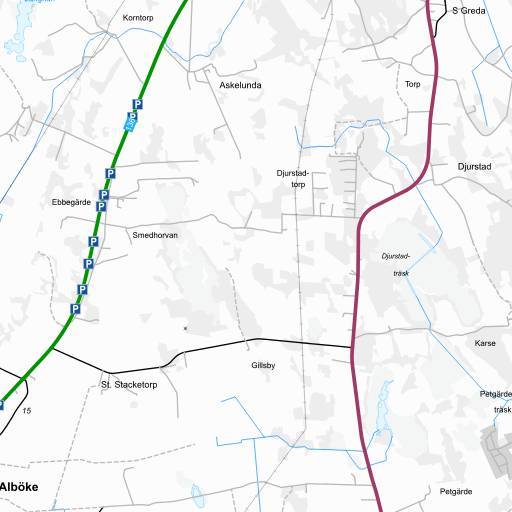 S Greda
Korntorp
Askelunda
Torp
P
P
136
Djurstad
P
Djurstad-
torp
P
Ebbegärde
P
Smedhorvan
P
Djurstad-
träsk
P
P
P
Karse
Gillsby
St. Stacketorp
Petgärde
träsk
15
Alböke
Petgärde